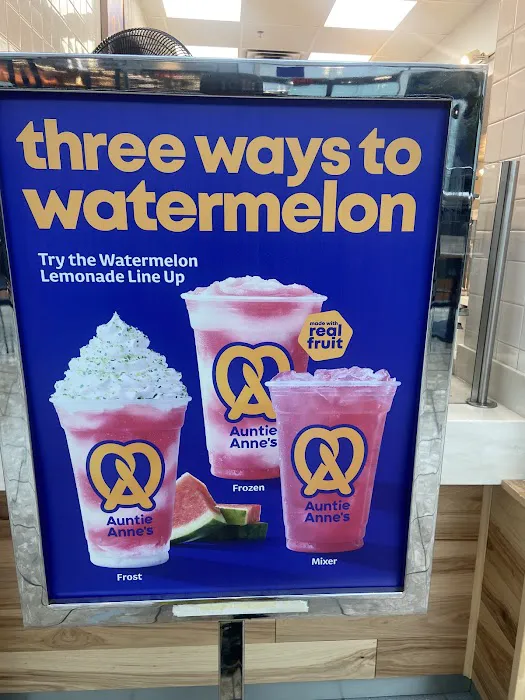 three ways to
watermelon
Try the Watermelon
Lemonade Line Up
made with
real
fruit
Auntie
Anne's
Frozen
Auntie
Anne's
Mixer
Auntie
Anne's
Frost